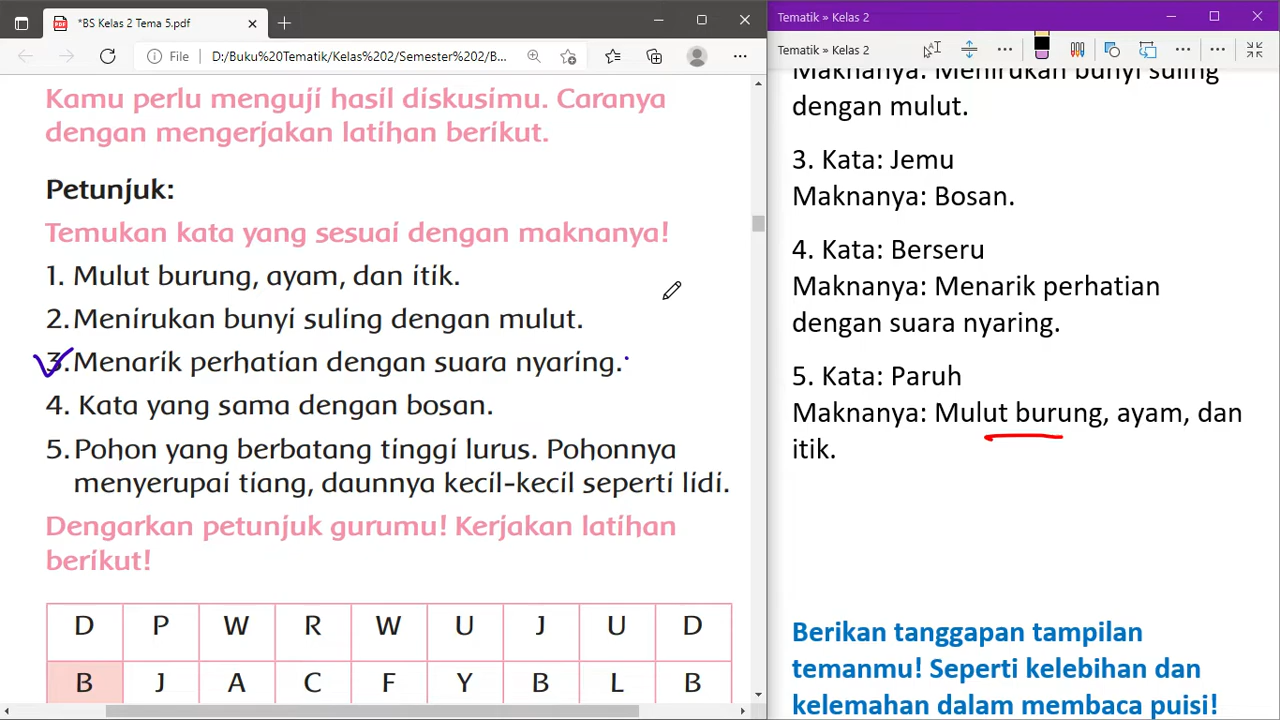 *BS Kelas 2 Tema 5.pdf
File
D:/Buku%20Tematik/Kelas%202/Semester%202/B...
Kamu perlu menguji hasil diskusimu. Caranya
dengan mengerjakan latihan berikut.
Petunjuk:
Temukan kata yang sesuai dengan maknanya!
1. Mulut burung, ayam, dan itik.
2. Menirukan bunyi suling dengan mulut.
3. Menarik perhatian dengan suara nyaring.
4. Kata yang sama dengan bosan.
5. Pohon yang berbatang tinggi lurus. Pohonnya
menyerupai tiang, daunnya kecil-kecil seperti lidi.
Dengarkan petunjuk gurumu! Kerjakan latihan
berikut!
D P W R W U J U D
B J A C F Y B L B
Tematik » Kelas 2
Tematik » Kelas 2
Maknanya: Menirukan bunyi suling
dengan mulut.
3. Kata: Jemu
Maknanya: Bosan.
4. Kata: Berseru
Maknanya: Menarik perhatian
dengan suara nyaring.
5. Kata: Paruh
Maknanya: Mulut burung, ayam, dan
itik.
Berikan tanggapan tampilan
temanmu! Seperti kelebihan dan
kelemahan dalam membaca puisi!